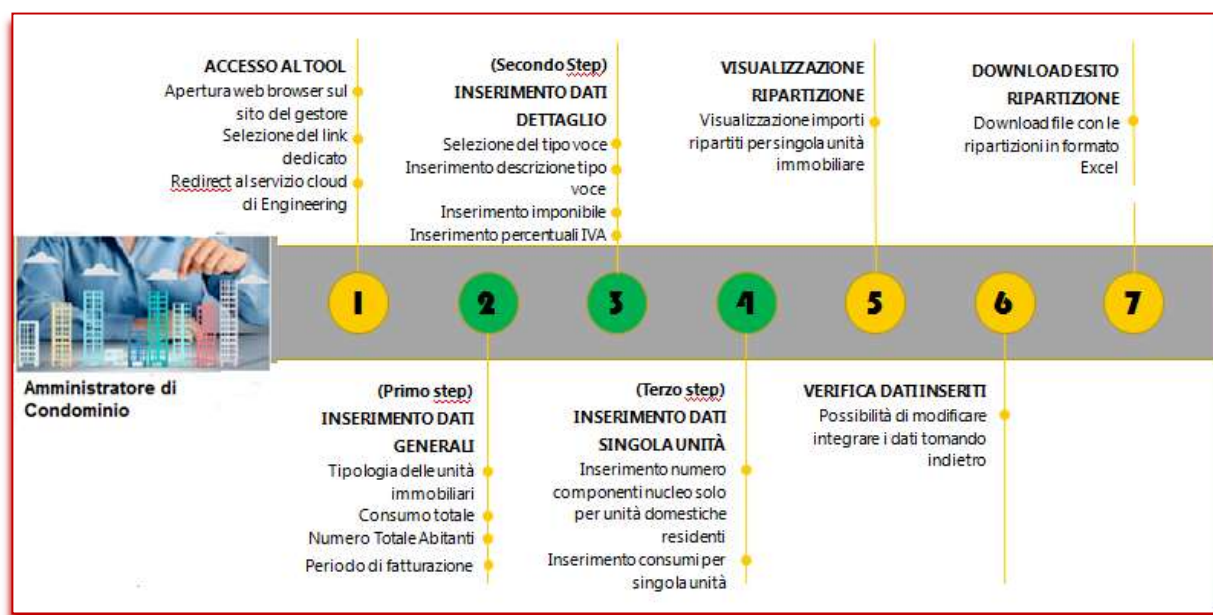 ACCESSO AL TOOL
Apertura web browser sul
sito del gestore
Selezione del link
dedicato
Redirect al servizio cloud
di Engineering
(Secondo Step)
INSERIMENTO DATI
DETTAGLIO
Selezione del tipo voce
Inserimento descrizione tipo
voce
Inserimento imponibile
Inserimento percentuali IVA
VISUALIZZAZIONE
RIPARTIZIONE
Visualizzazione importi
ripartiti per singola unità
immobiliare
DOWNLOAD ESITO
RIPARTIZIONE
Download file con le
ripartizioni in formato
Excel
1
2
3
4
5
6
7
Amministratore di
Condominio
(Primo step)
INSERIMENTO DATI
GENERALI
Tipologia delle unità
immobiliari
Consumo totale
Numero Totale Abitanti
Periodo di fatturazione
(Terzo step)
INSERIMENTO DATI
SINGOLA UNITÀ
Inserimento numero
componenti nucleo solo
per unità domestiche
residenti
Inserimento consumi per
singola unità
VERIFICA DATI INSERITI
Possibilità di modificare
integrare i dati tornando
indietro